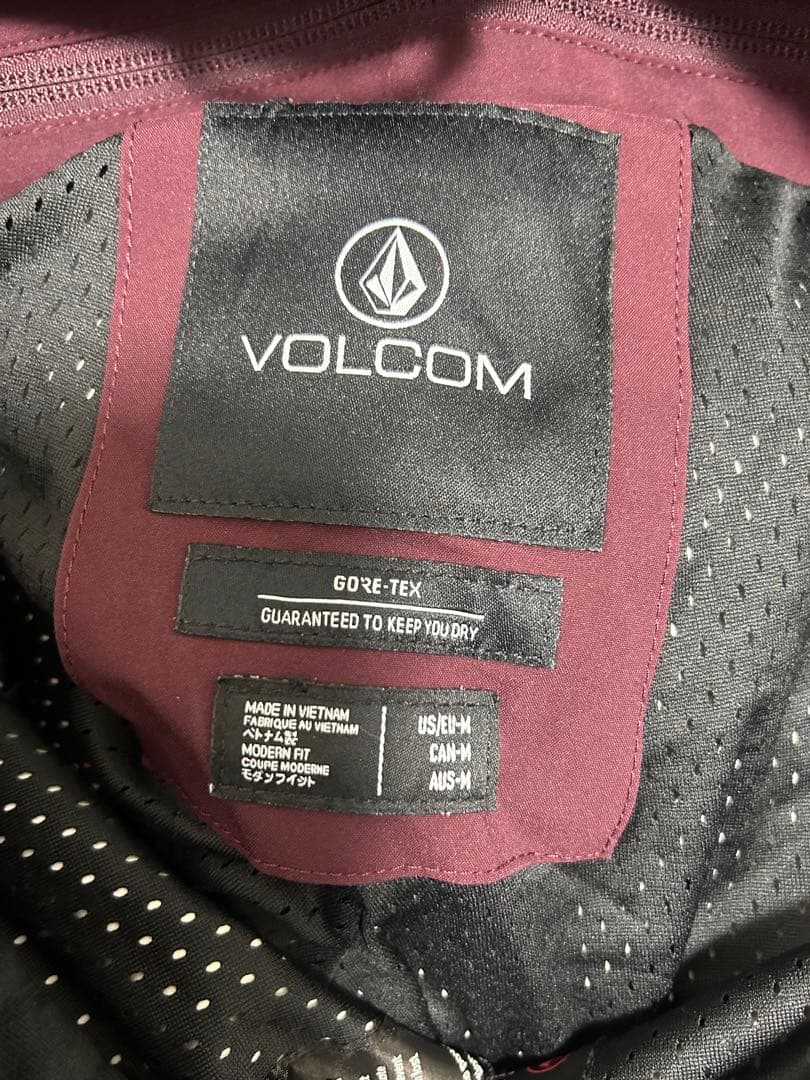 VOLCOM
GORE-TEX
GUARANTEED TO KEEP YOU DRY
MADE IN VIETNAM
FABRIQUE AU VIETNAM
ベトナム製
MODERN FIT
COUPE MODERNE
モダンフィット
US/EU-M
CAN-M
AUS-M